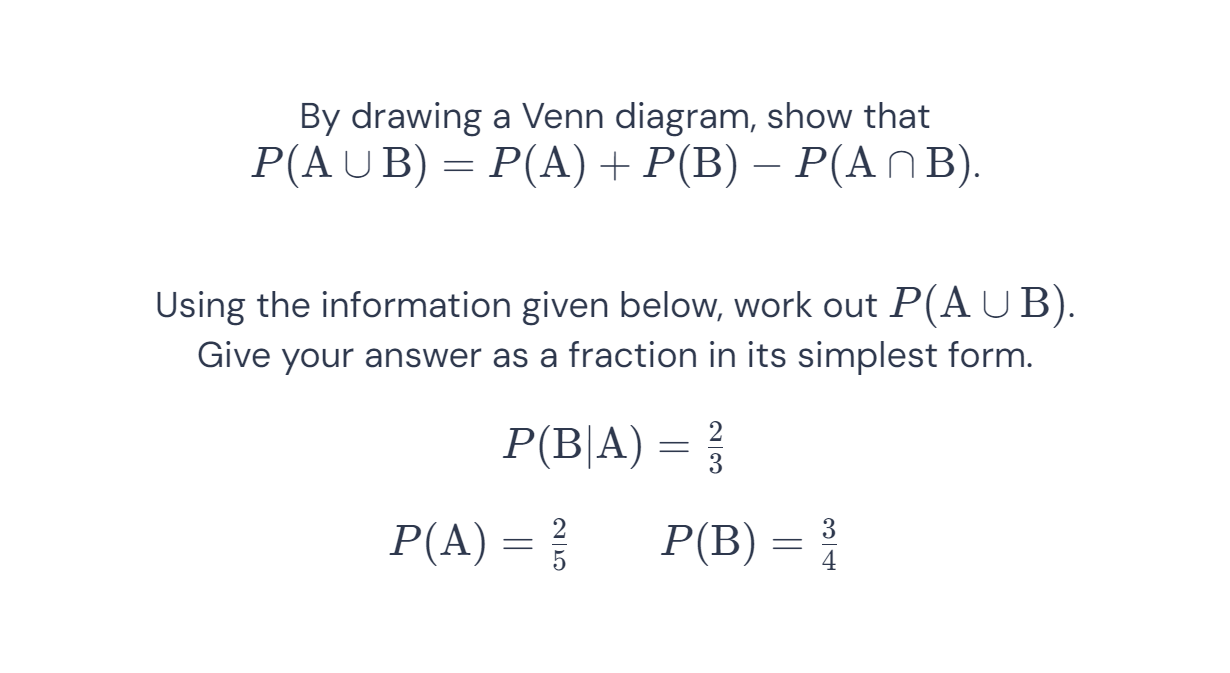 By drawing a Venn diagram, show that
P(A ∪ B) = P(A) + P(B) − P(A ∩ B).
Using the information given below, work out P(A ∪ B).
Give your answer as a fraction in its simplest form.
P(B|A) = 2/3
P(A) = 2/5 P(B) = 3/4